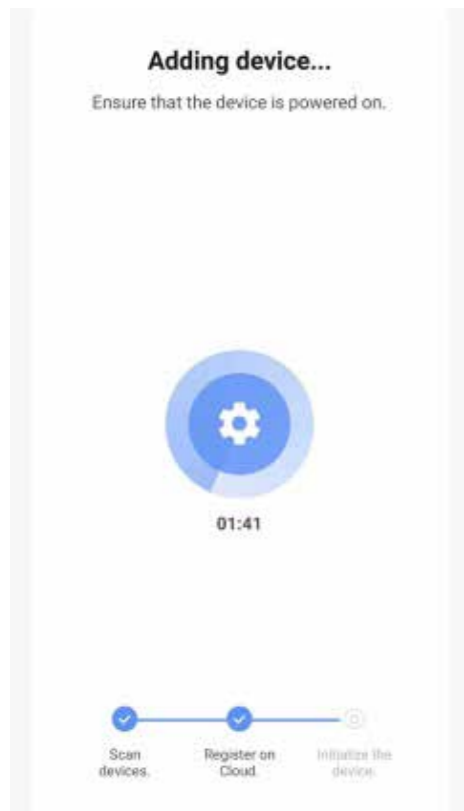 Adding device...
Ensure that the device is powered on.
01:41
Scan
devices.
Register on
Cloud.
Initialize the
device.